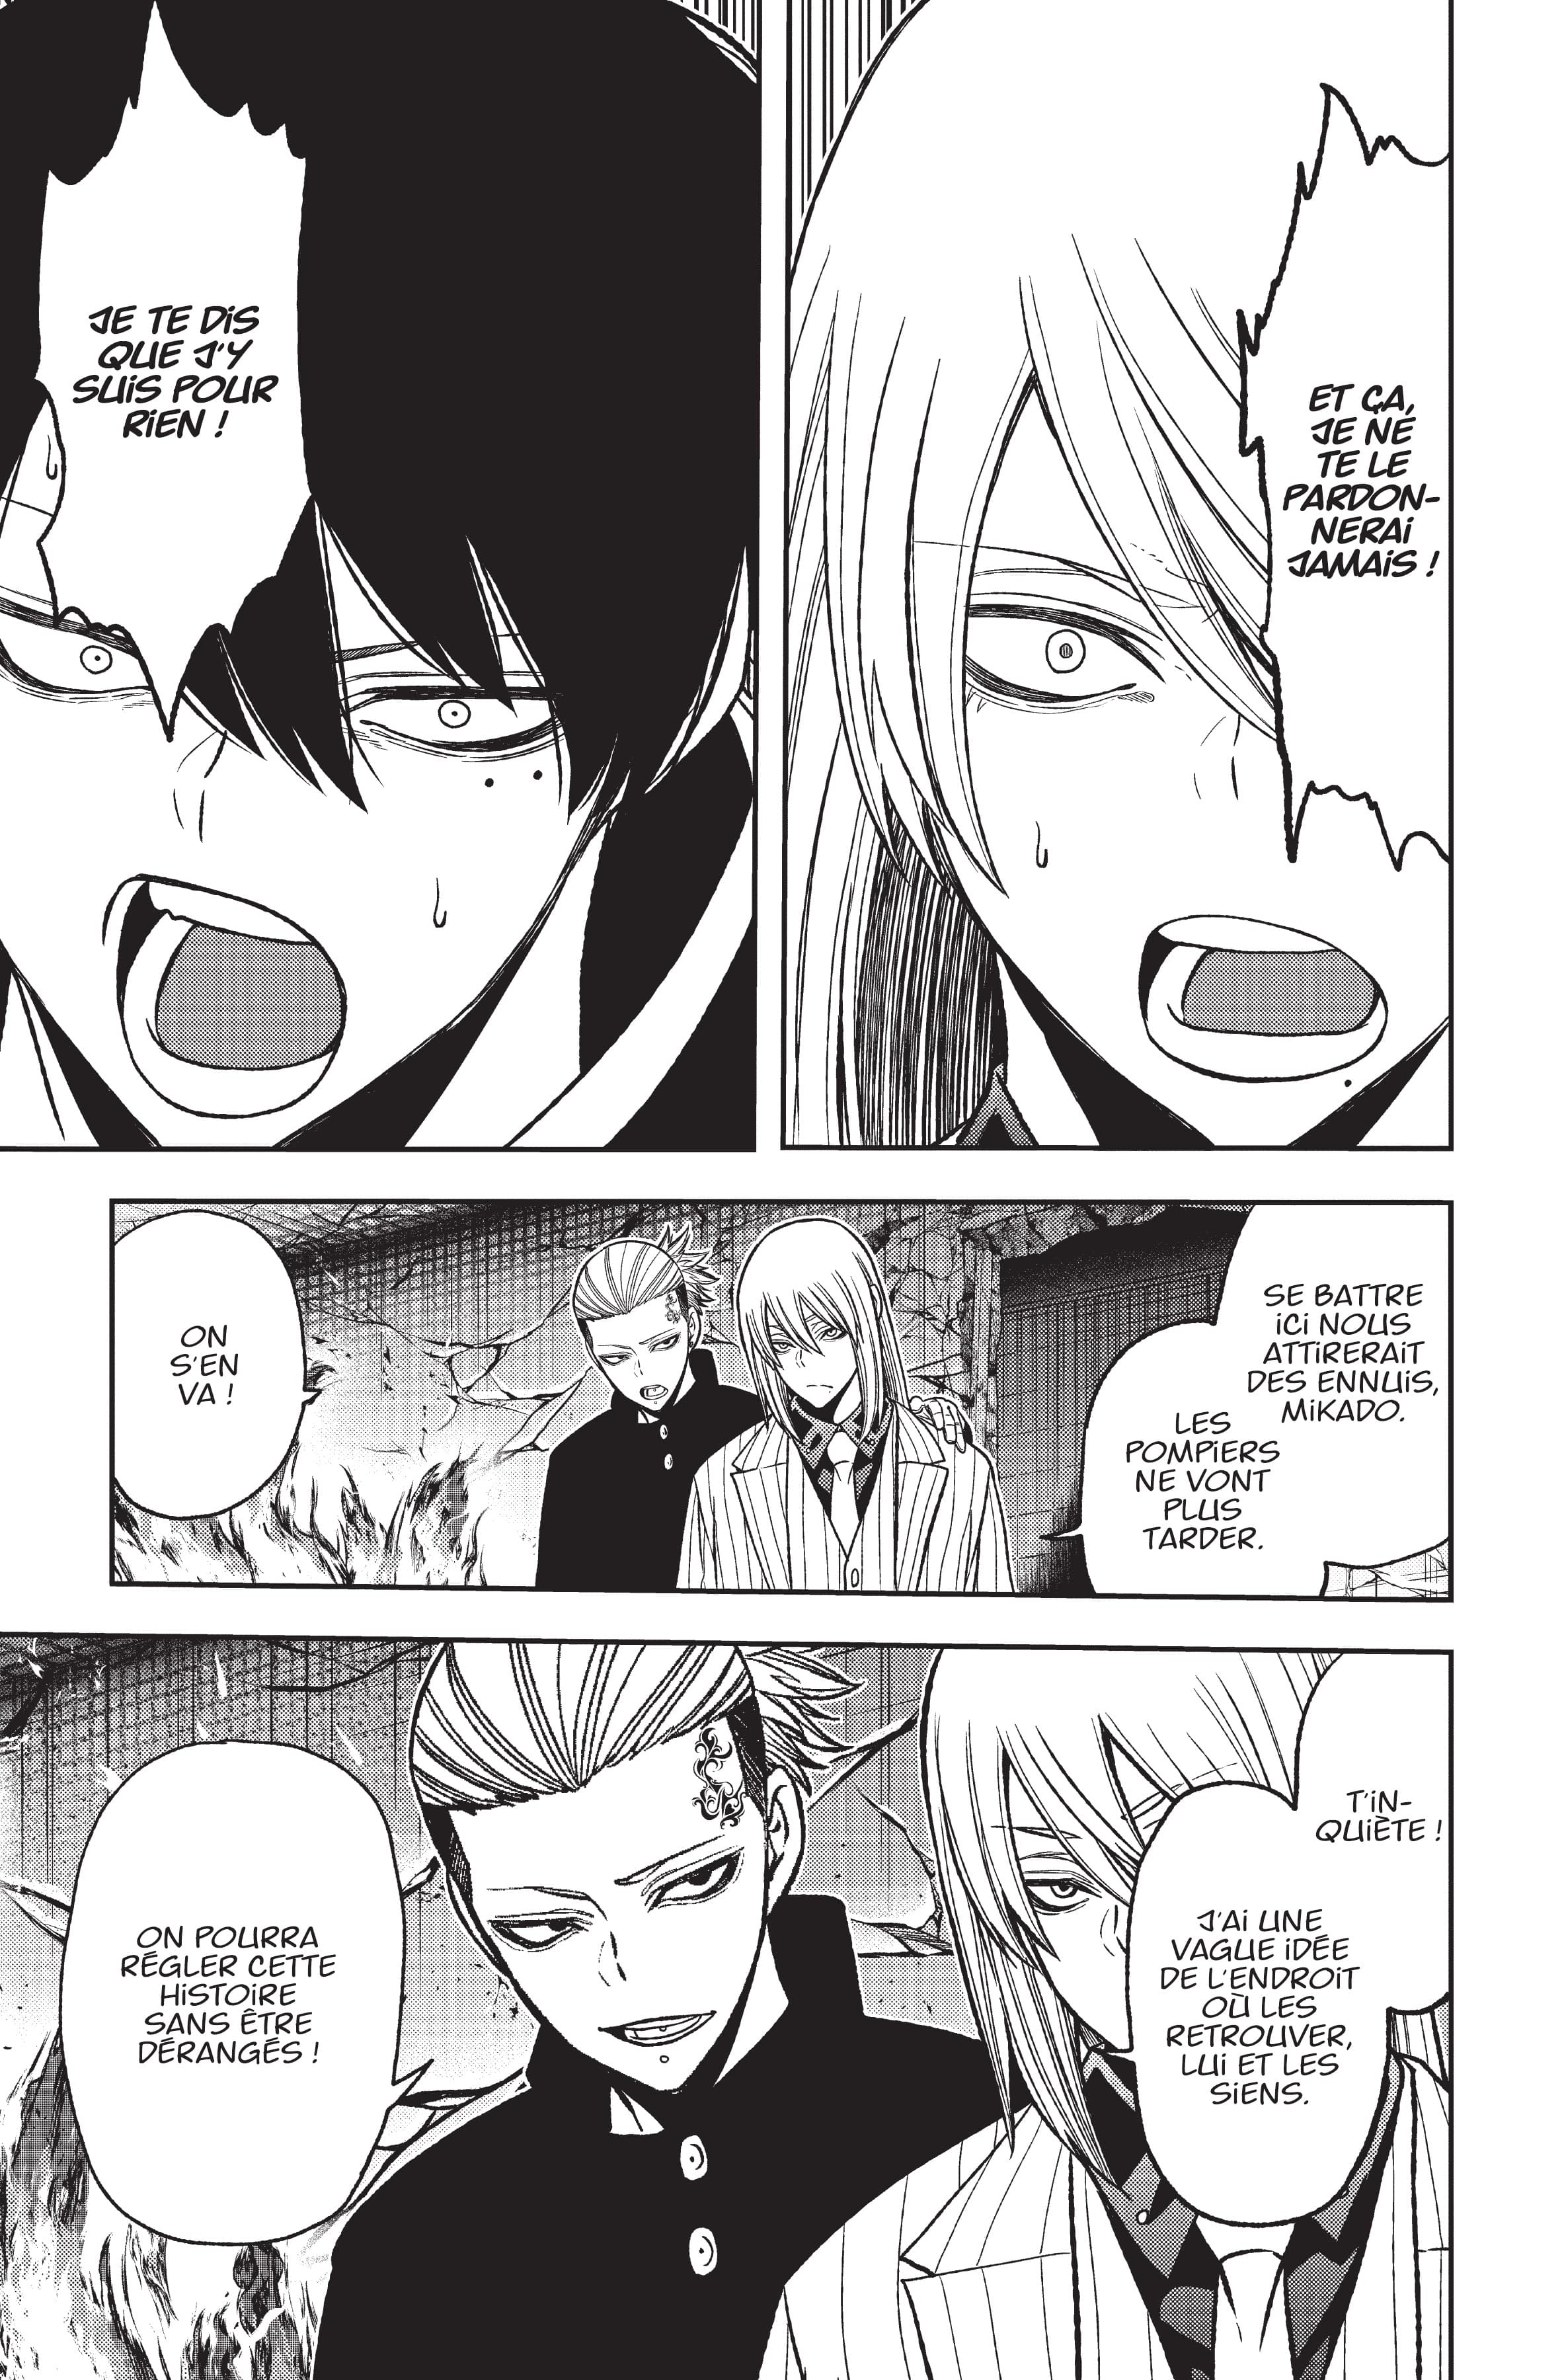 ET ÇA,
JE NE
TE LE
PARDON-
NERAI
JAMAIS !
JE TE DIS
QUE J'Y
SUIS POUR
RIEN !
SE BATTRE
ICI NOUS
ATTIRERAIT
DES ENNUIS,
MIKADO.
LES
POMPIERS
NE VONT
PLUS
TARDER.
ON
S'EN
VA !
T'IN-
QUIÈTE !
J'AI UNE
VAGUE IDÉE
DE L'ENDROIT
OÙ LES
RETROUVER,
LUI ET LES
SIENS.
ON POURRA
RÉGLER CETTE
HISTOIRE
SANS ÊTRE
DÉRANGÉS !